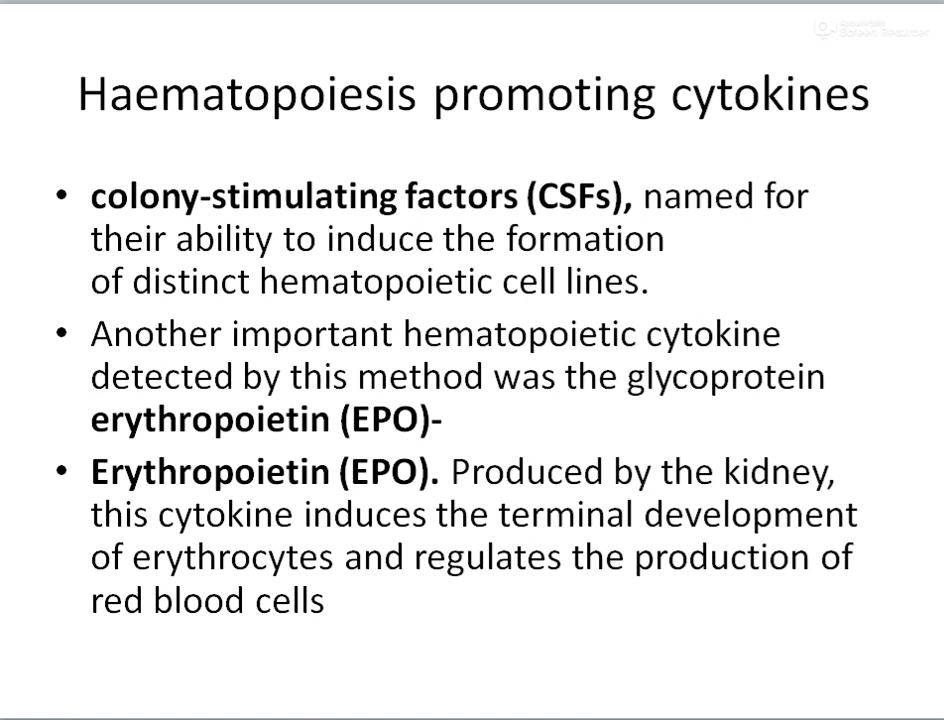 Screen Recorder
Haematopoiesis promoting cytokines
• colony-stimulating factors (CSFs), named for
their ability to induce the formation
of distinct hematopoietic cell lines.
• Another important hematopoietic cytokine
detected by this method was the glycoprotein
erythropoietin (EPO)-
• Erythropoietin (EPO). Produced by the kidney,
this cytokine induces the terminal development
of erythrocytes and regulates the production of
red blood cells